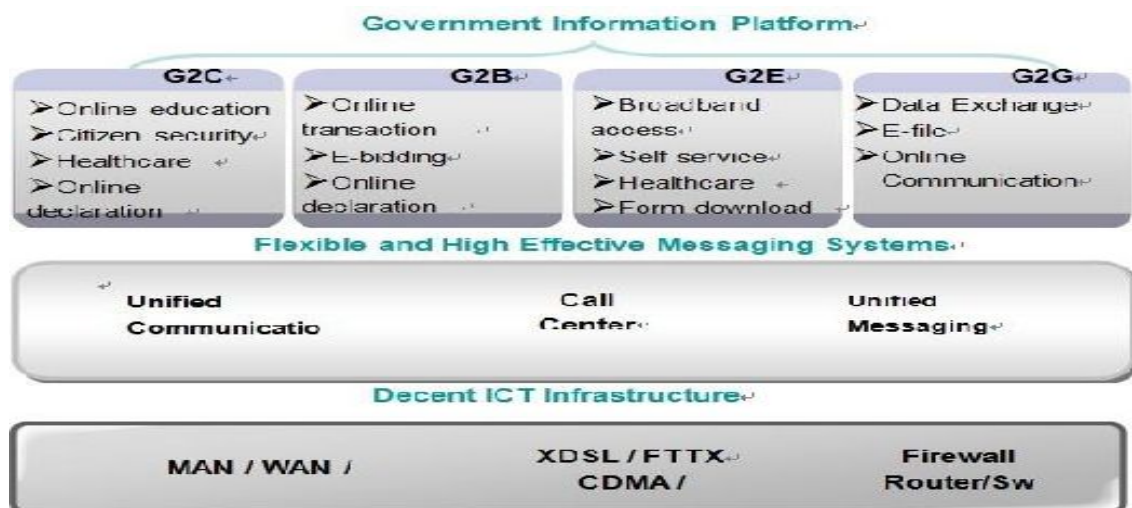 Government Information Platform
G2C
➢Online education
➢Citizen security
➢Healthcare
➢Online
declaration
G2B
➢Online
transaction
➢E-bidding
➢Online
declaration
G2E
➢Broadband
access
➢Self service
➢Healthcare
➢Form download
G2G
➢Data Exchange
➢E-file
➢Online
Communication
Flexible and High Effective Messaging Systems
Unified
Communicatio
Call
Center
Unified
Messaging
Decent ICT Infrastructure
MAN / WAN /
XDSL / FTTX
CDMA /
Firewall
Router/Sw